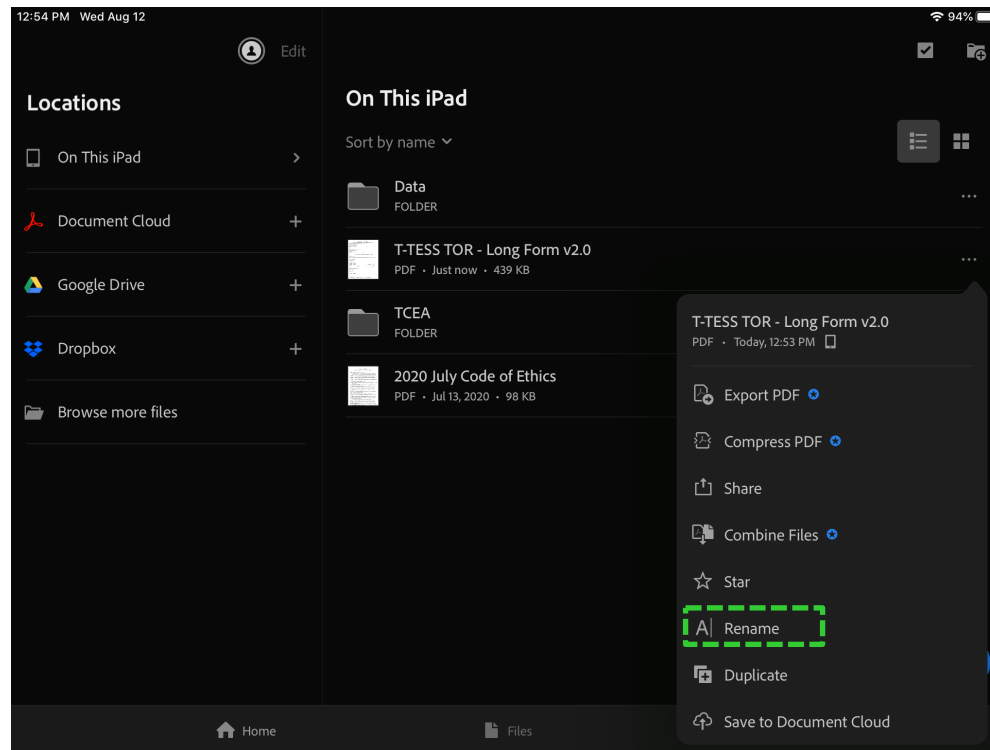 12:54 PM Wed Aug 12
94%
Edit
Locations
On This iPad
Document Cloud
Google Drive
Dropbox
Browse more files
On This iPad
Sort by name
Data
FOLDER
T-TESS TOR - Long Form v2.0
PDF • Just now • 439 KB
TCEA
FOLDER
2020 July Code of Ethics
PDF • Jul 13, 2020 • 98 KB
T-TESS TOR - Long Form v2.0
PDF • Today, 12:53 PM
Export PDF
Compress PDF
Share
Combine Files
Star
Rename
Duplicate
Save to Document Cloud
Home
Files